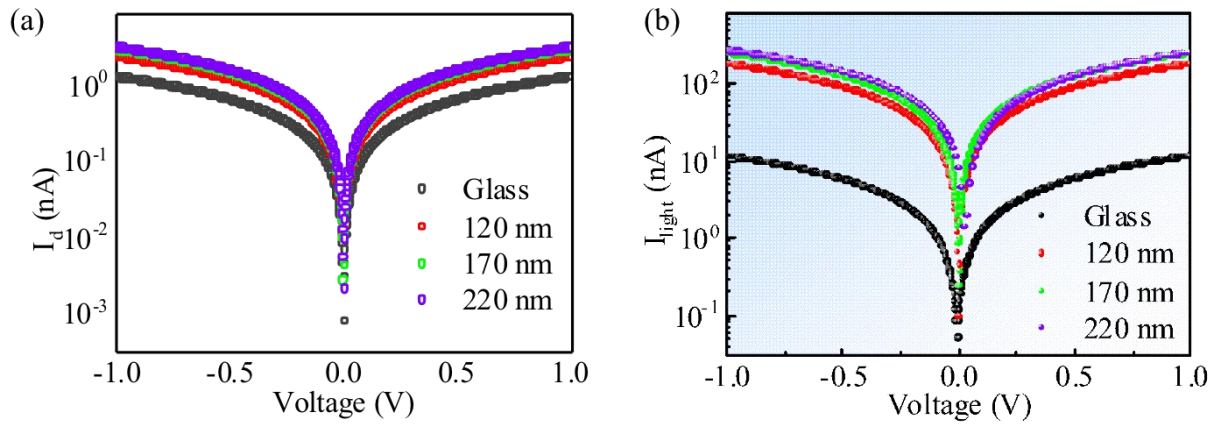 (a)
I_d (nA)
10^0
10^-1
10^-2
10^-3
Glass
120 nm
170 nm
220 nm
-1.0 -0.5 0.0 0.5 1.0
Voltage (V)
(b)
I_light (nA)
10^2
10^1
10^0
10^-1
Glass
120 nm
170 nm
220 nm
-1.0 -0.5 0.0 0.5 1.0
Voltage (V)